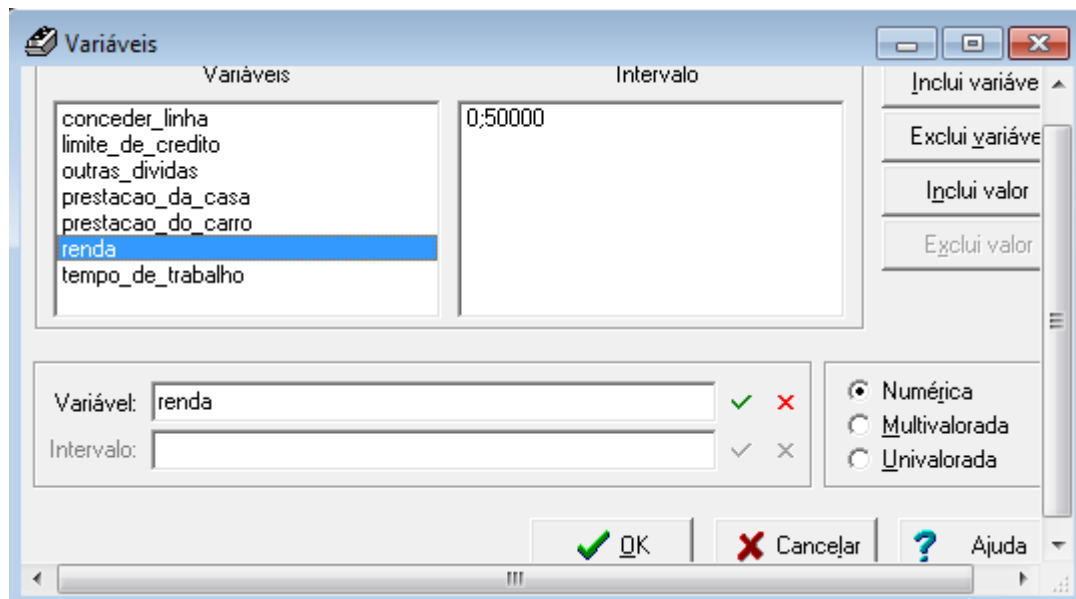 Variáveis
Variáveis
Intervalo
Inclui variáve
conceder_linha
limite_de_credito
outras_dividas
prestacao_da_casa
prestacao_do_carro
renda
tempo_de_trabalho
0;50000
Exclui variáve
Inclui valor
Exclui valor
Variável: renda
Intervalo:
Numérica
Multivalorada
Univalorada
OK
Cancelar
Ajuda